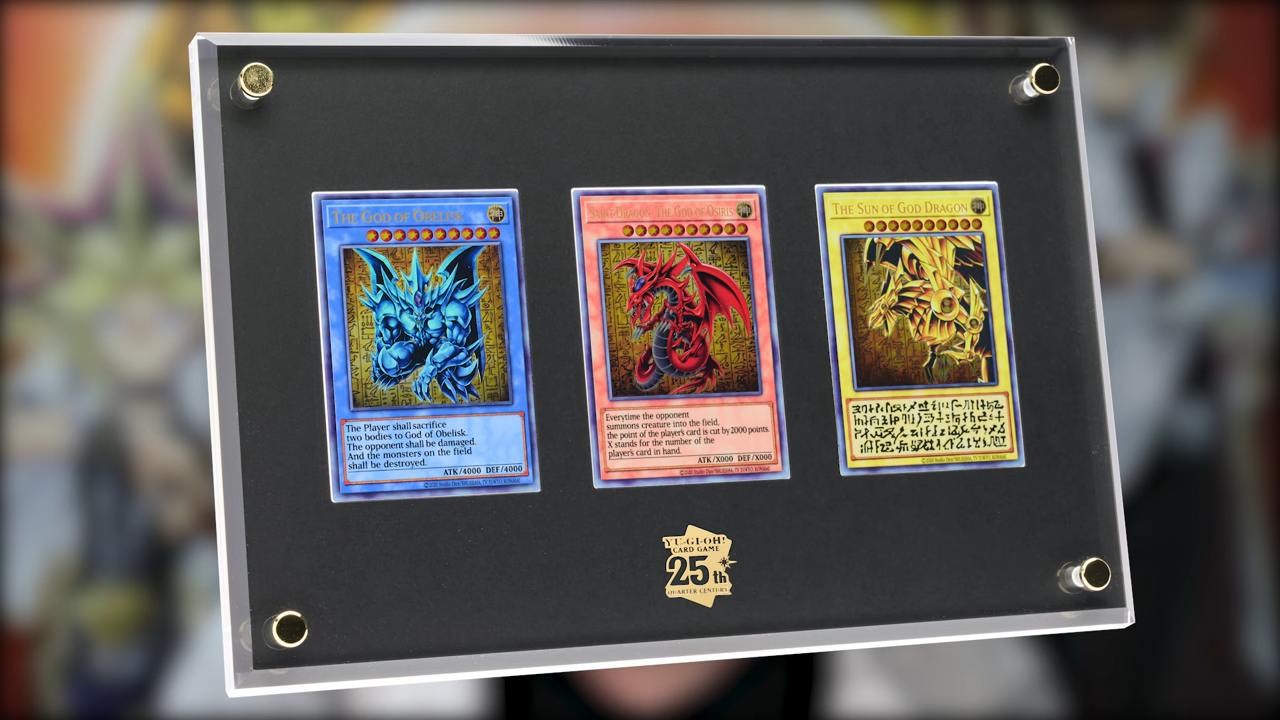 THE GOD OF OBELISK
The Player shall sacrifice
two bodies to God of Obelisk.
The opponent shall be damaged.
And the monsters on the field
shall be destroyed.
ATK/4000 DEF/4000
SAINT DRAGON-THE GOD OF OSIRIS
Everytime the opponent
summons creature into the field,
the point of the player's card is cut by 2000 points.
X stands for the number of the
player's card in hand.
ATK/X000 DEF/X000
THE SUN OF GOD DRAGON
YU-GI-OH!
CARD GAME
25th
QUARTER CENTURY